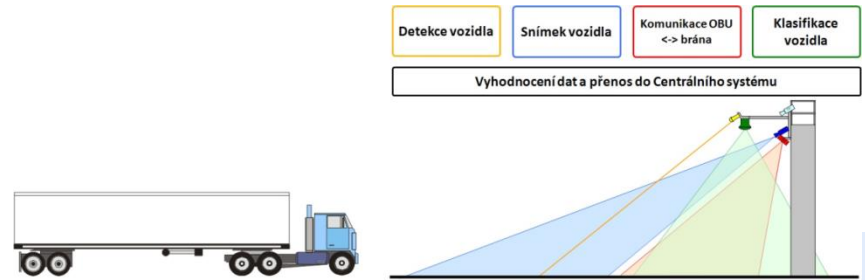 Detekce vozidla
Snímek vozidla
Komunikace OBU
<-> brána
Klasifikace
vozidla
Vyhodnocení dat a přenos do Centrálního systému